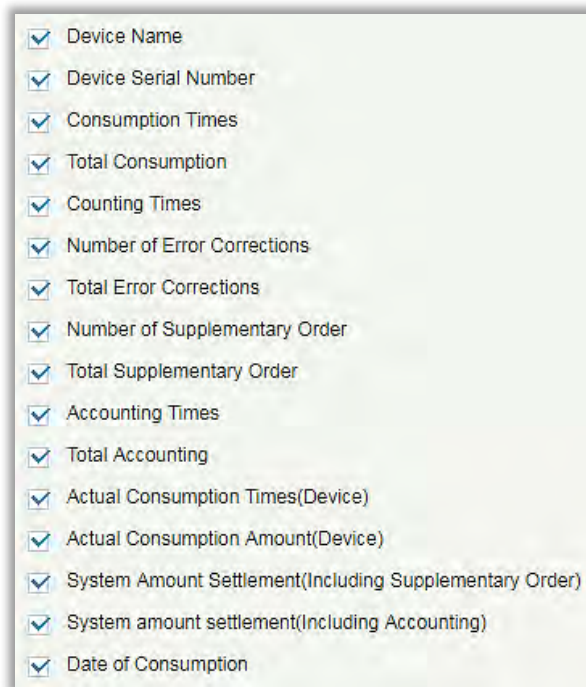 Device Name
Device Serial Number
Consumption Times
Total Consumption
Counting Times
Number of Error Corrections
Total Error Corrections
Number of Supplementary Order
Total Supplementary Order
Accounting Times
Total Accounting
Actual Consumption Times(Device)
Actual Consumption Amount(Device)
System Amount Settlement(Including Supplementary Order)
System amount settlement(Including Accounting)
Date of Consumption